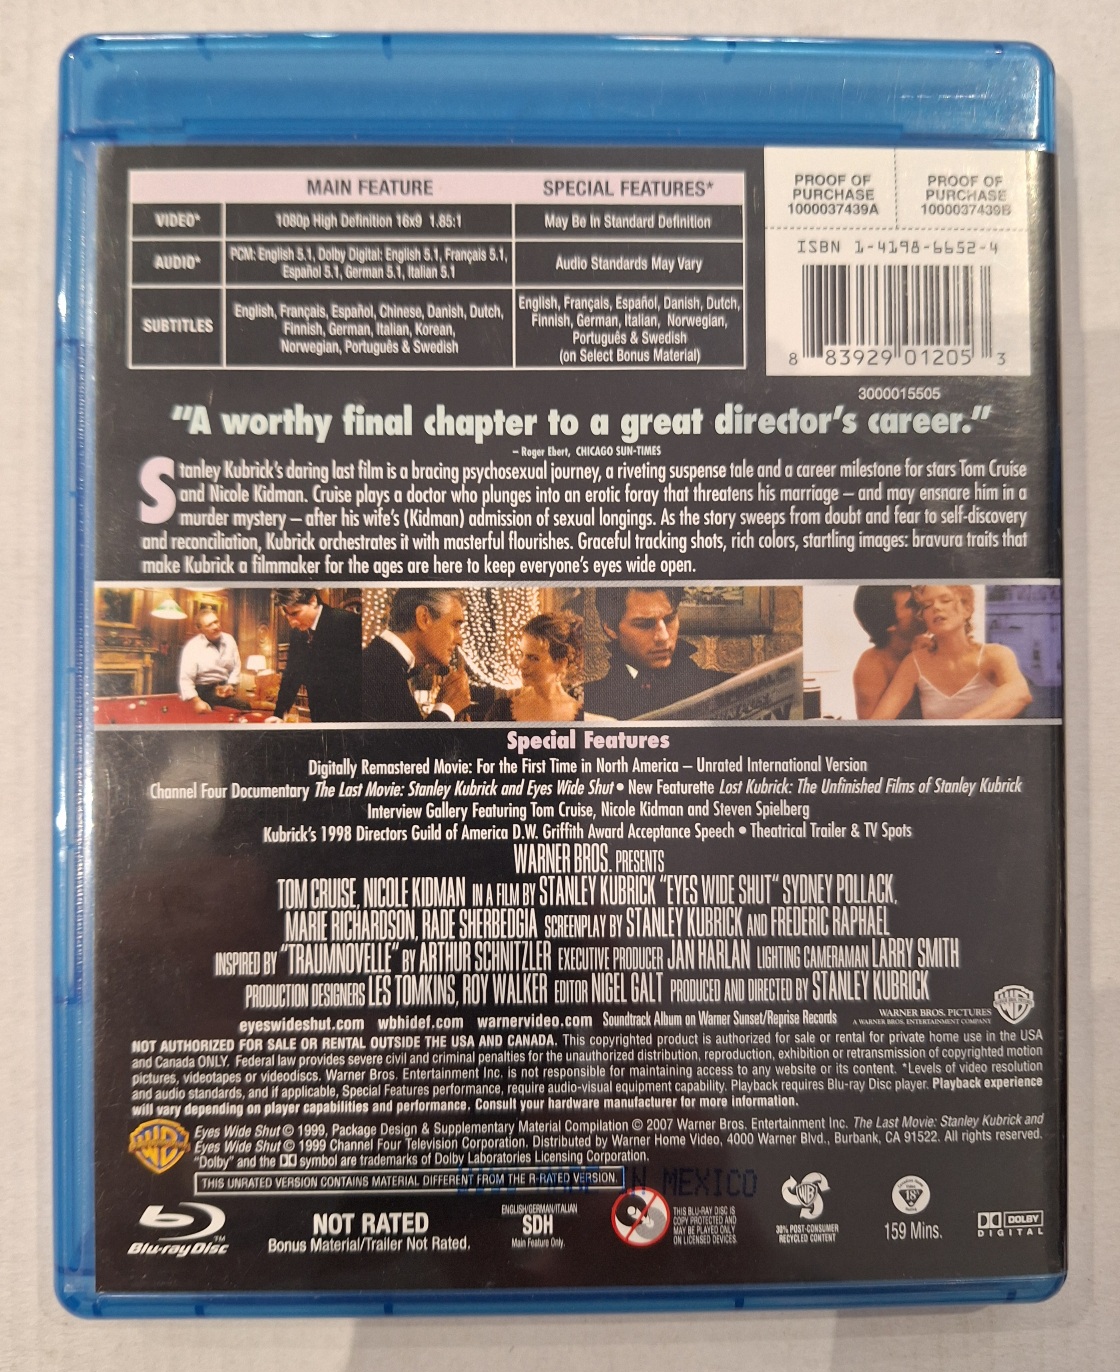 MAIN FEATURE SPECIAL FEATURES*
VIDEO* 1080p High Definition 16x9 1.85:1 May Be In Standard Definition
AUDIO* PCM: English 5.1, Dolby Digital: English 5.1, Français 5.1,
Español 5.1, German 5.1, Italian 5.1
Audio Standards May Vary
SUBTITLES
English, Français, Español, Chinese, Danish, Dutch,
Finnish, German, Italian, Korean,
Norwegian, Português & Swedish
English, Français, Español, Danish, Dutch,
Finnish, German, Italian, Norwegian,
Português & Swedish
(on Select Bonus Material)
PROOF OF
PURCHASE
1000037439A
PROOF OF
PURCHASE
1000037439B
ISBN 1-4198-6652-4
8 83929 01205 3
3000015505
"A worthy final chapter to a great director's career."
– Roger Ebert, CHICAGO SUN-TIMES
Stanley Kubrick's daring last film is a bracing psychosexual journey, a riveting suspense tale and a career milestone for stars Tom Cruise
and Nicole Kidman. Cruise plays a doctor who plunges into an erotic foray that threatens his marriage – and may ensnare him in a
murder mystery – after his wife's (Kidman) admission of sexual longings. As the story sweeps from doubt and fear to self-discovery
and reconciliation, Kubrick orchestrates it with masterful flourishes. Graceful tracking shots, rich colors, startling images: bravura traits that
make Kubrick a filmmaker for the ages are here to keep everyone's eyes wide open.
Special Features
Digitally Remastered Movie: For the First Time in North America – Unrated International Version
Channel Four Documentary The Last Movie: Stanley Kubrick and Eyes Wide Shut • New Featurette Lost Kubrick: The Unfinished Films of Stanley Kubrick
Interview Gallery Featuring Tom Cruise, Nicole Kidman and Steven Spielberg
Kubrick's 1998 Directors Guild of America D.W. Griffith Award Acceptance Speech • Theatrical Trailer & TV Spots
WARNER BROS. PRESENTS
TOM CRUISE, NICOLE KIDMAN IN A FILM BY STANLEY KUBRICK "EYES WIDE SHUT" SYDNEY POLLACK,
MARIE RICHARDSON, RADE SHERBEDGIA SCREENPLAY BY STANLEY KUBRICK AND FREDERIC RAPHAEL
INSPIRED BY "TRAUMNOVELLE" BY ARTHUR SCHNITZLER EXECUTIVE PRODUCER JAN HARLAN LIGHTING CAMERAMAN LARRY SMITH
PRODUCTION DESIGNERS LES TOMKINS, ROY WALKER EDITOR NIGEL GALT PRODUCED AND DIRECTED BY STANLEY KUBRICK
eyeswideshut.com wbhidef.com warnervideo.com Soundtrack Album on Warner Sunset/Reprise Records
WARNER BROS. PICTURES
A WARNER BROS. ENTERTAINMENT COMPANY
NOT AUTHORIZED FOR SALE OR RENTAL OUTSIDE THE USA AND CANADA. This copyrighted product is authorized for sale or rental for private home use in the USA
and Canada ONLY. Federal law provides severe civil and criminal penalties for the unauthorized distribution, reproduction, exhibition or retransmission of copyrighted motion
pictures, videotapes or videodiscs. Warner Bros. Entertainment Inc. is not responsible for maintaining access to any website or its content. *Levels of video resolution
and audio standards, and if applicable, Special Features performance, require audio-visual equipment capability. Playback requires Blu-ray Disc player. Playback experience
will vary depending on player capabilities and performance. Consult your hardware manufacturer for more information.
Eyes Wide Shut © 1999, Package Design & Supplementary Material Compilation © 2007 Warner Bros. Entertainment Inc. The Last Movie: Stanley Kubrick and
Eyes Wide Shut © 1999 Channel Four Television Corporation. Distributed by Warner Home Video, 4000 Warner Blvd., Burbank, CA 91522. All rights reserved.
"Dolby" and the DD symbol are trademarks of Dolby Laboratories Licensing Corporation.
THIS UNRATED VERSION CONTAINS MATERIAL DIFFERENT FROM THE R-RATED VERSION.
IN MEXICO
Blu-ray Disc™
NOT RATED
Bonus Material/Trailer Not Rated.
ENGLISH/GERMAN/ITALIAN
SDH
Main Feature Only.
THIS BLU-RAY DISC IS
COPY PROTECTED AND
MAY BE PLAYED ONLY
ON LICENSED DEVICES.
30% POST-CONSUMER
RECYCLED CONTENT
18
159 Mins.
DOLBY
DIGITAL